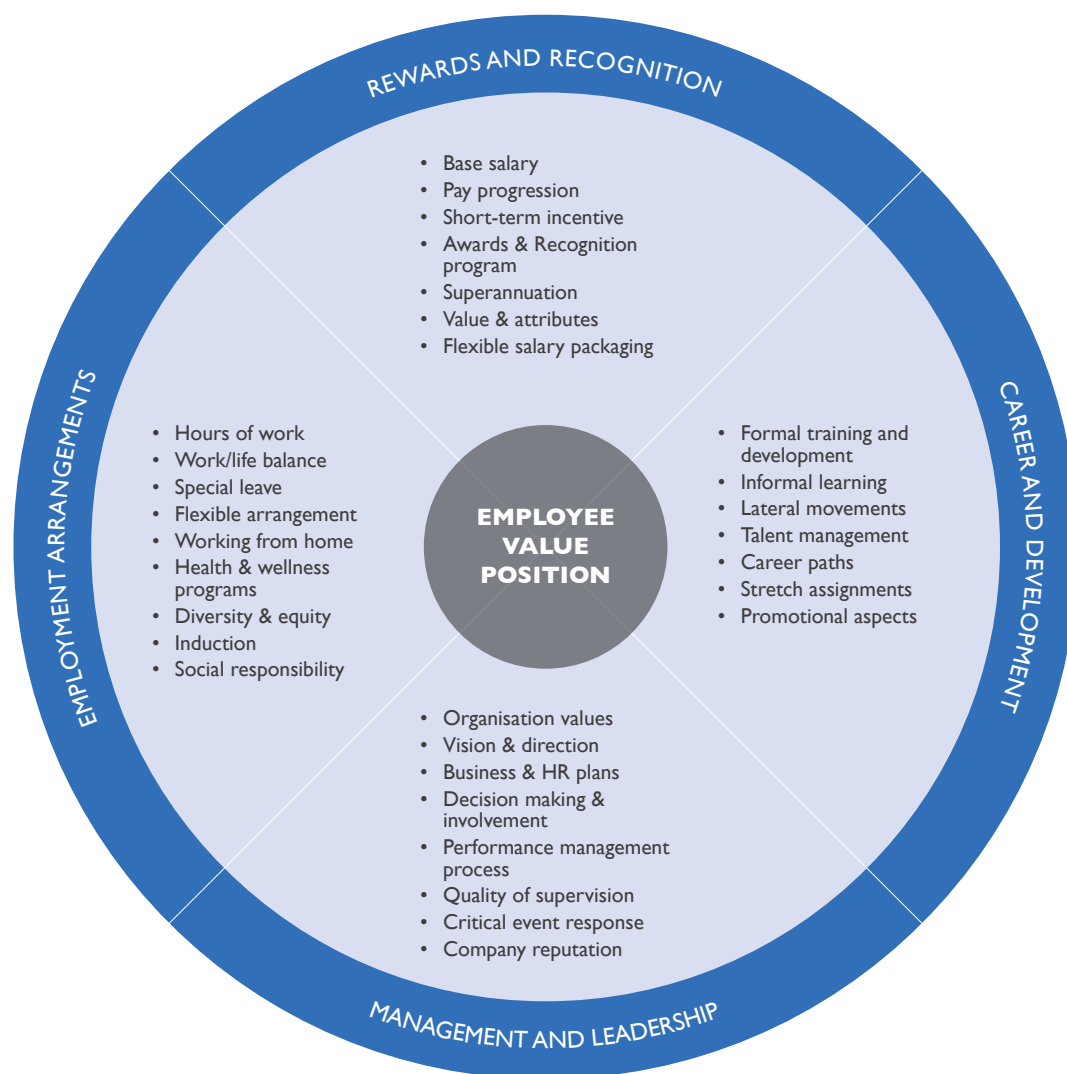 REWARDS AND RECOGNITION
• Base salary
• Pay progression
• Short-term incentive
• Awards & Recognition
program
• Superannuation
• Value & attributes
• Flexible salary packaging
EMPLOYMENT ARRANGEMENTS
• Hours of work
• Work/life balance
• Special leave
• Flexible arrangement
• Working from home
• Health & wellness
programs
• Diversity & equity
• Induction
• Social responsibility
EMPLOYEE
VALUE
POSITION
• Formal training and
development
• Informal learning
• Lateral movements
• Talent management
• Career paths
• Stretch assignments
• Promotional aspects
CAREER AND DEVELOPMENT
• Organisation values
• Vision & direction
• Business & HR plans
• Decision making &
involvement
• Performance management
process
• Quality of supervision
• Critical event response
• Company reputation
MANAGEMENT AND LEADERSHIP